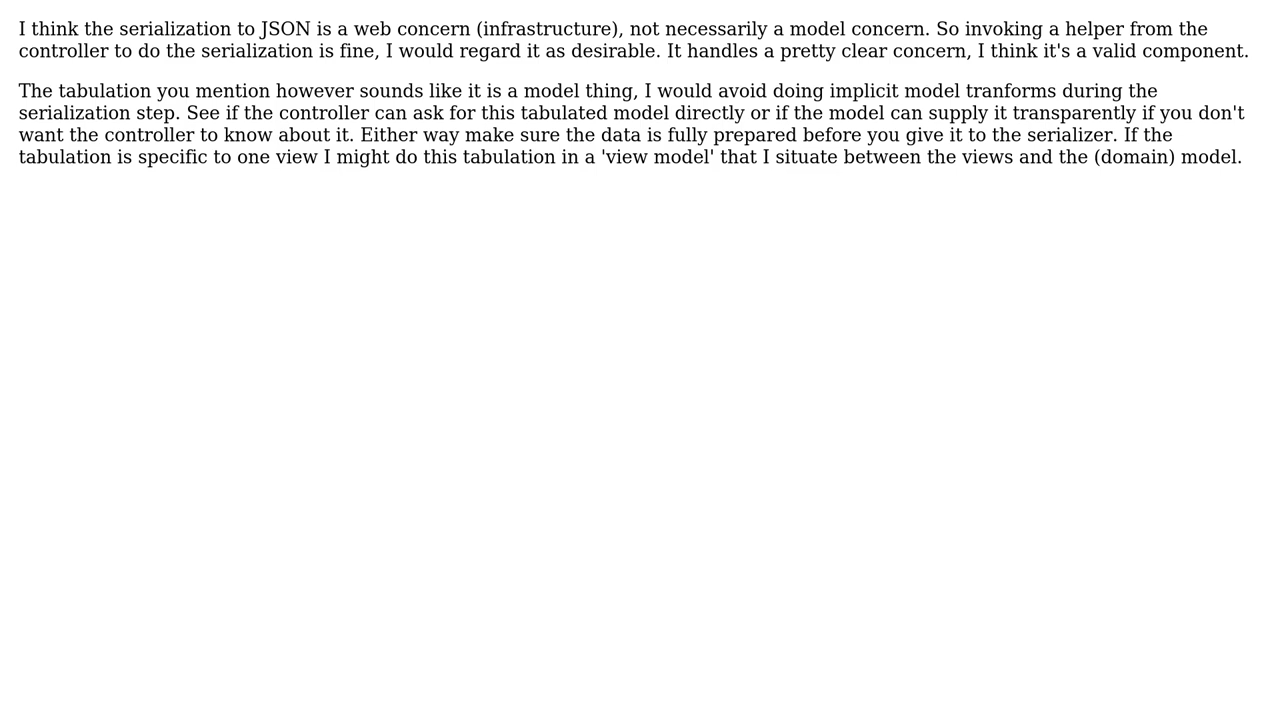 I think the serialization to JSON is a web concern (infrastructure), not necessarily a model concern. So invoking a helper from the
controller to do the serialization is fine, I would regard it as desirable. It handles a pretty clear concern, I think it's a valid component.
The tabulation you mention however sounds like it is a model thing, I would avoid doing implicit model tranforms during the
serialization step. See if the controller can ask for this tabulated model directly or if the model can supply it transparently if you don't
want the controller to know about it. Either way make sure the data is fully prepared before you give it to the serializer. If the
tabulation is specific to one view I might do this tabulation in a 'view model' that I situate between the views and the (domain) model.